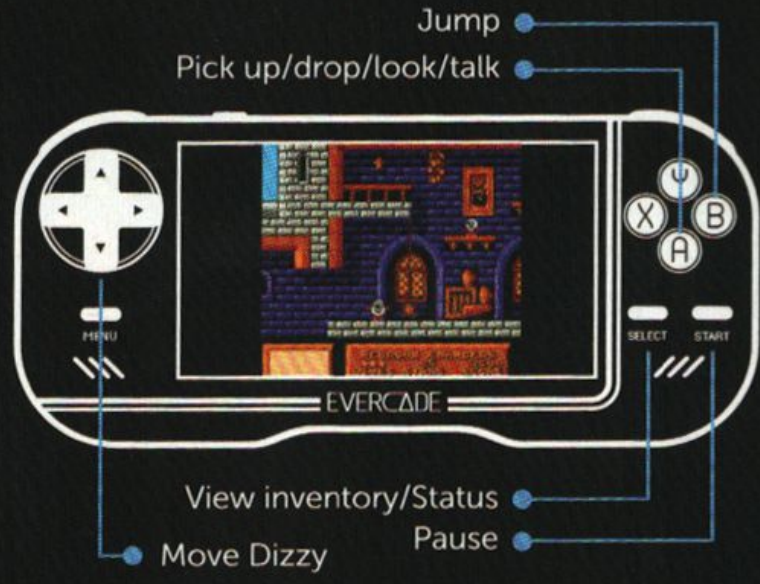 Jump
Pick up/drop/look/talk
Y
X
B
A
MENU
SELECT
START
EVERCADE
View inventory/Status
Pause
Move Dizzy